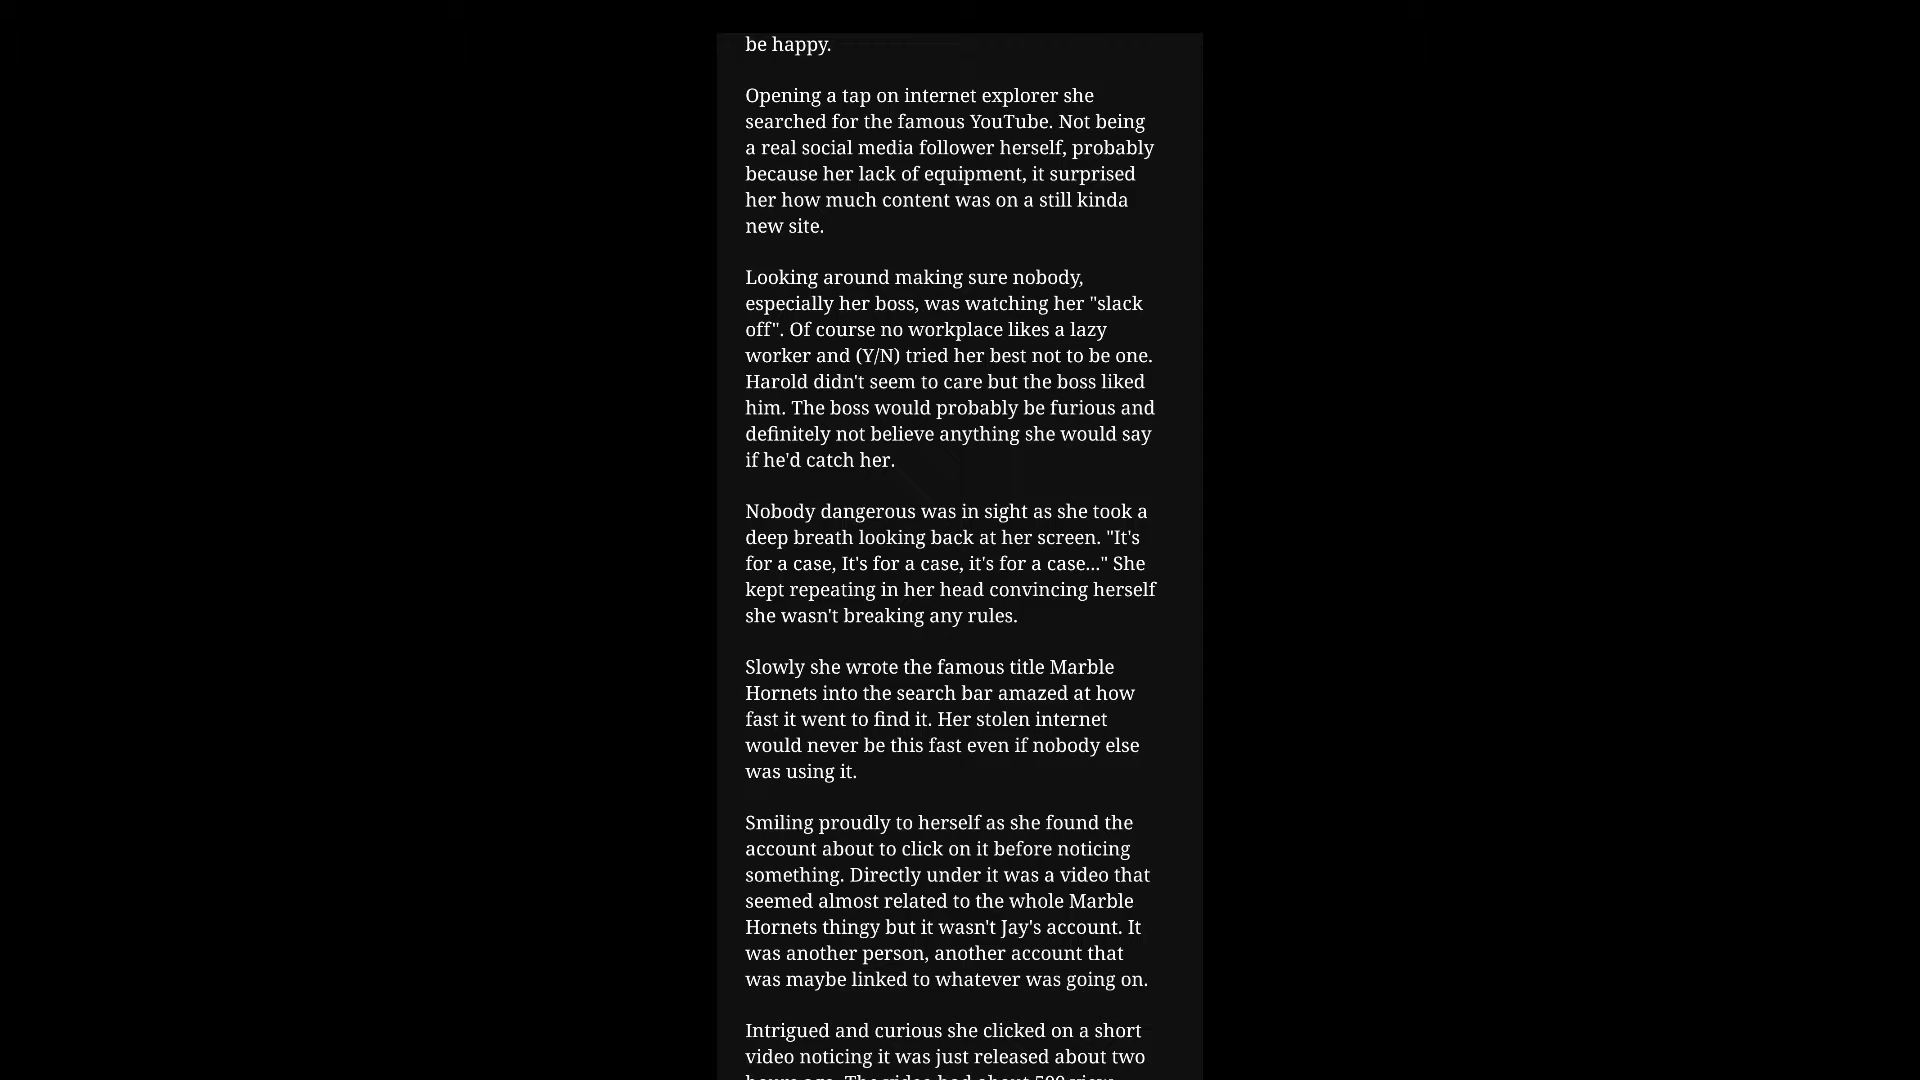 be happy.
Opening a tap on internet explorer she
searched for the famous YouTube. Not being
a real social media follower herself, probably
because her lack of equipment, it surprised
her how much content was on a still kinda
new site.
Looking around making sure nobody,
especially her boss, was watching her "slack
off". Of course no workplace likes a lazy
worker and (Y/N) tried her best not to be one.
Harold didn't seem to care but the boss liked
him. The boss would probably be furious and
definitely not believe anything she would say
if he'd catch her.
Nobody dangerous was in sight as she took a
deep breath looking back at her screen. "It's
for a case, It's for a case, it's for a case..." She
kept repeating in her head convincing herself
she wasn't breaking any rules.
Slowly she wrote the famous title Marble
Hornets into the search bar amazed at how
fast it went to find it. Her stolen internet
would never be this fast even if nobody else
was using it.
Smiling proudly to herself as she found the
account about to click on it before noticing
something. Directly under it was a video that
seemed almost related to the whole Marble
Hornets thingy but it wasn't Jay's account. It
was another person, another account that
was maybe linked to whatever was going on.
Intrigued and curious she clicked on a short
video noticing it was just released about two